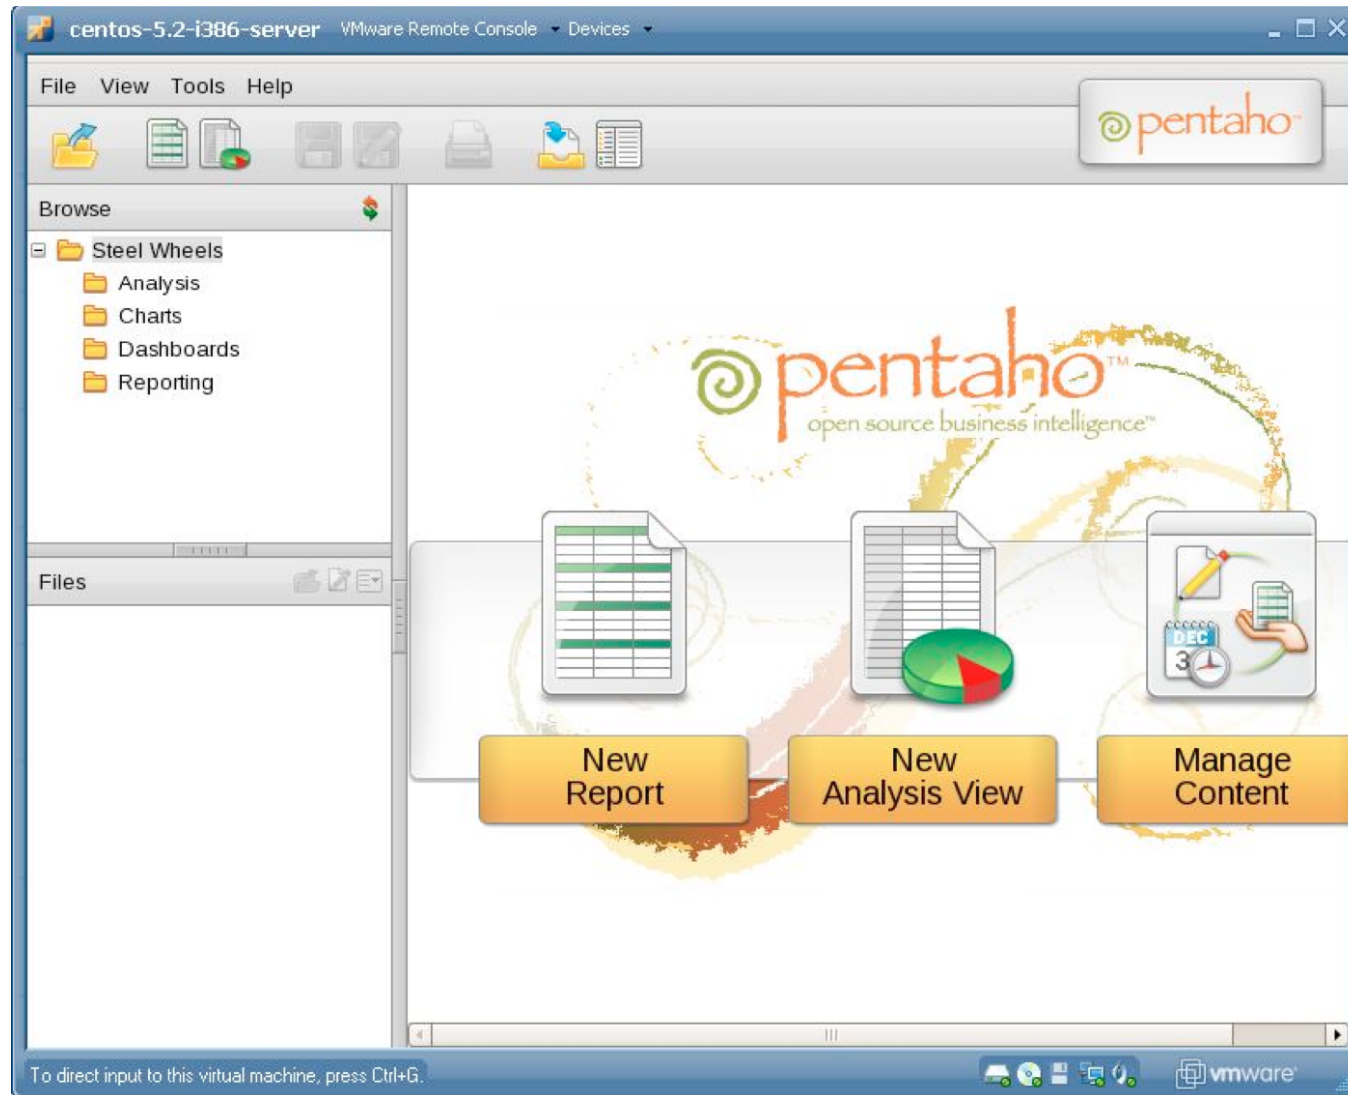 centos-5.2-i386-server VMware Remote Console Devices
File View Tools Help
pentaho
Browse
Steel Wheels
Analysis
Charts
Dashboards
Reporting
pentaho™
open source business intelligence™
Files
DEC
3
New
Report
New
Analysis View
Manage
Content
To direct input to this virtual machine, press Ctrl+G.
vmware